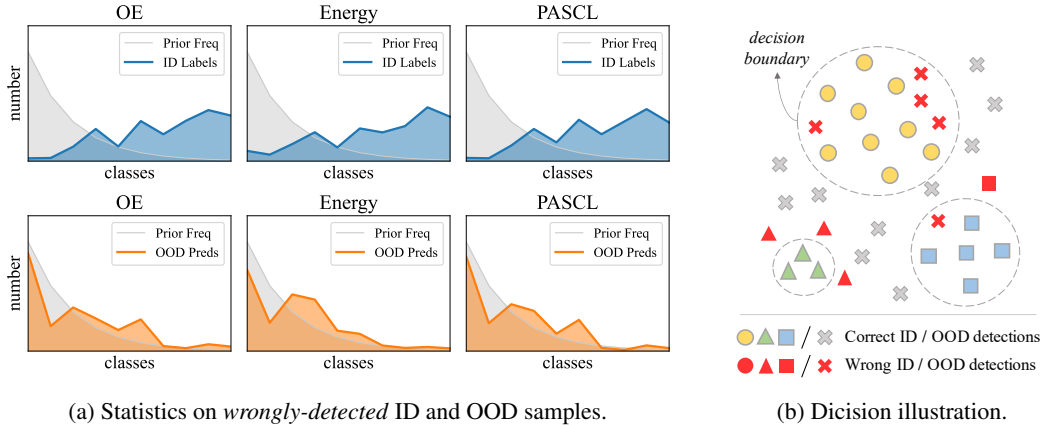 OE
Energy
PASCL
Prior Freq
ID Labels
Prior Freq
ID Labels
Prior Freq
ID Labels
number
classes
classes
classes
OE
Energy
PASCL
Prior Freq
OOD Preds
Prior Freq
OOD Preds
Prior Freq
OOD Preds
number
classes
classes
classes
(a) Statistics on wrongly-detected ID and OOD samples.
decision
boundary
/ Correct ID / OOD detections
/ Wrong ID / OOD detections
(b) Dicision illustration.